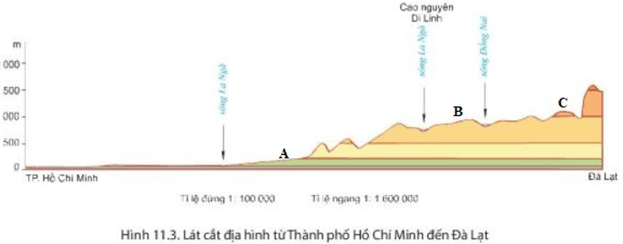 Cao nguyên
Di Linh
m
sông La Ngà
sông La Ngà
sông Đồng Nai
000
500
000
500
0
A
B
C
TP. Hồ Chí Minh
Đà Lạt
Tỉ lệ đứng 1: 100 000
Tỉ lệ ngang 1: 1 600 000
Hình 11.3. Lát cắt địa hình từ Thành phố Hồ Chí Minh đến Đà Lạt